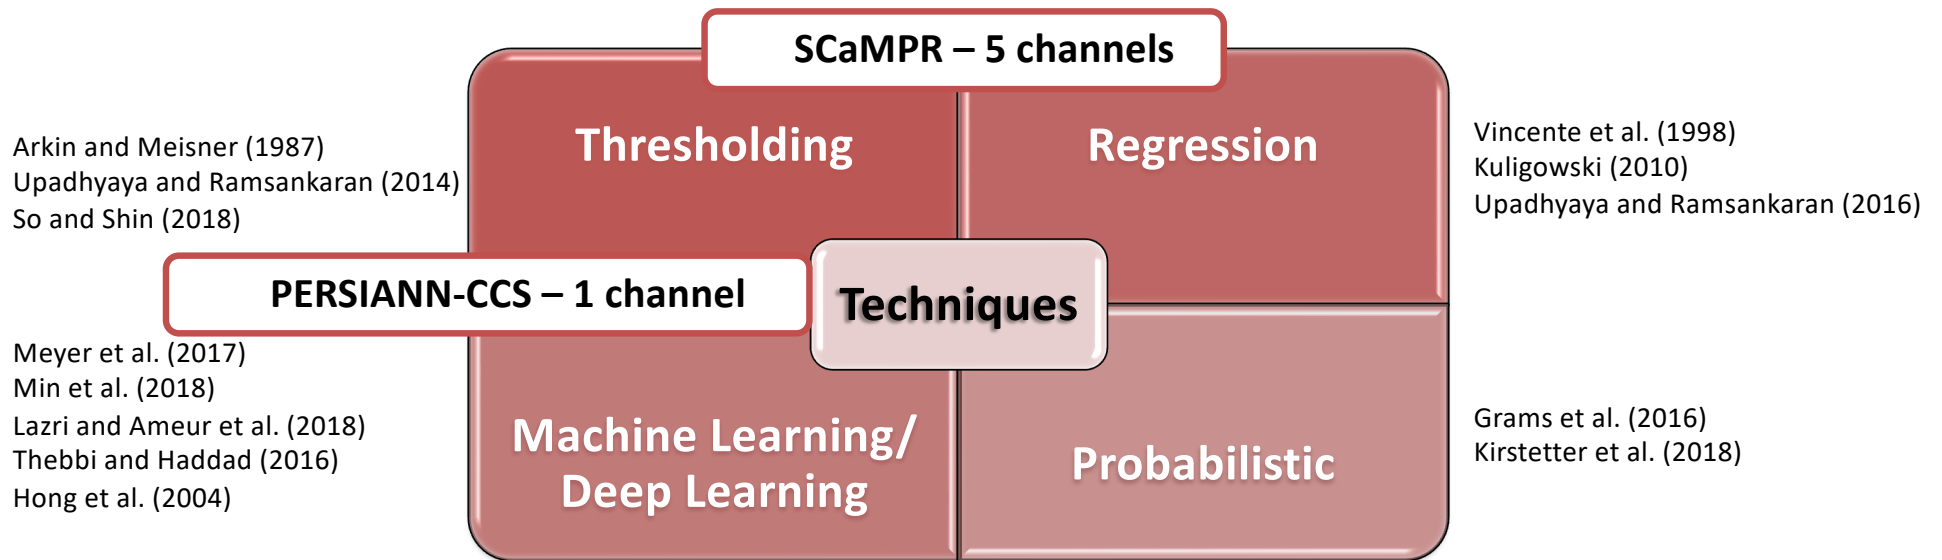 SCaMPR – 5 channels
Thresholding
Regression
Arkin and Meisner (1987)
Upadhyaya and Ramsankaran (2014)
So and Shin (2018)
Vincente et al. (1998)
Kuligowski (2010)
Upadhyaya and Ramsankaran (2016)
PERSIANN-CCS – 1 channel
Techniques
Meyer et al. (2017)
Min et al. (2018)
Lazri and Ameur et al. (2018)
Thebbi and Haddad (2016)
Hong et al. (2004)
Machine Learning/
Deep Learning
Probabilistic
Grams et al. (2016)
Kirstetter et al. (2018)